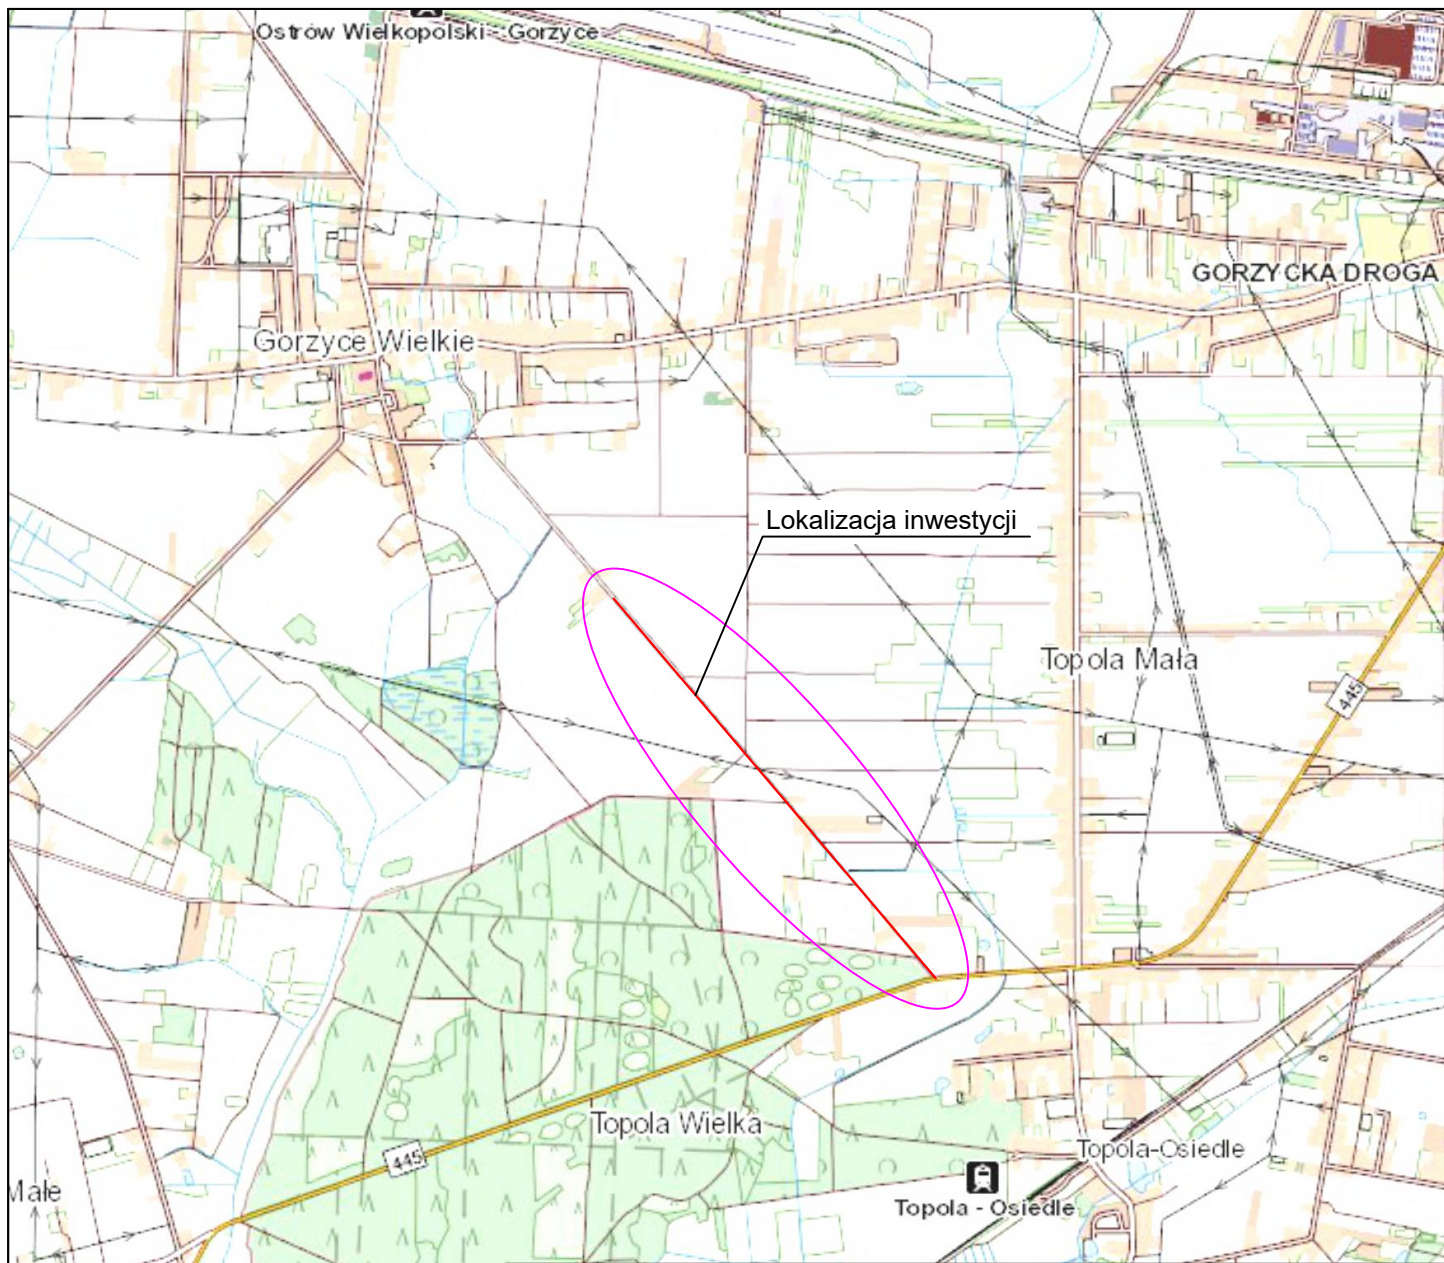 Ostrów Wielkopolski - Gorzyce
GORZYCKA DROGA
Gorzyce Wielkie
Lokalizacja inwestycji
Topola Mała
445
Topola Wielka
445
Topola-Osiedle
Małe
Topola - Osiedle